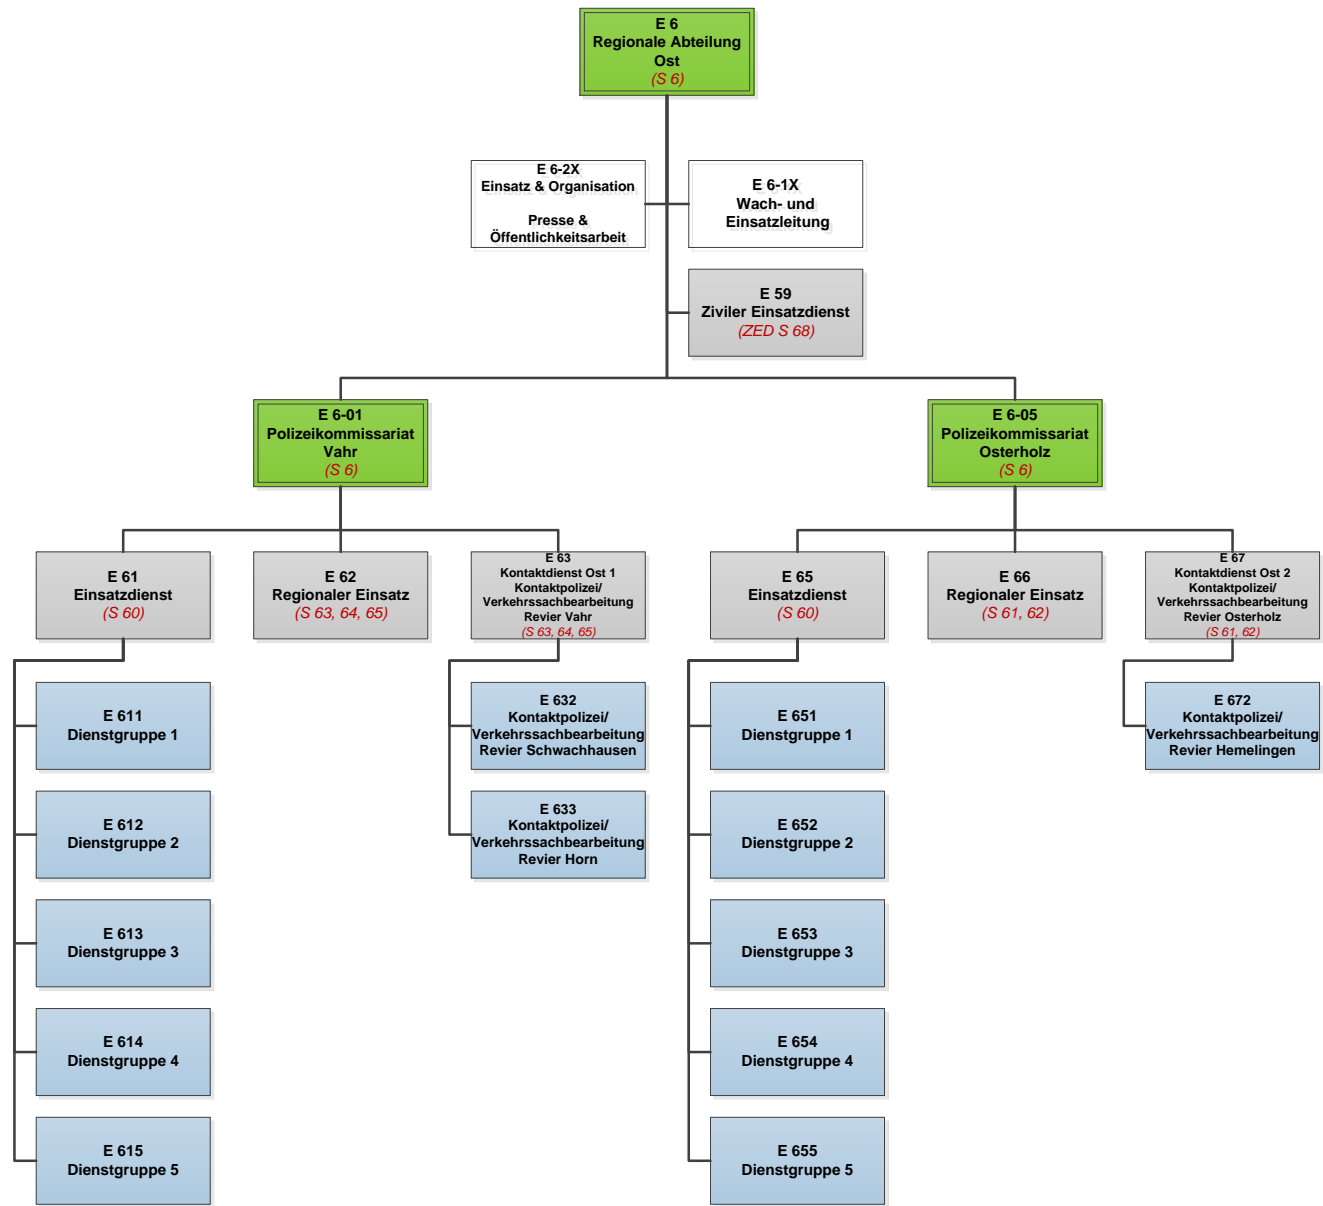 E 6
Regionale Abteilung
Ost
(S 6)
E 6-2X
Einsatz & Organisation
Presse &
Öffentlichkeitsarbeit
E 6-1X
Wach- und
Einsatzleitung
E 59
Ziviler Einsatzdienst
(ZED S 68)
E 6-01
Polizeikommissariat
Vahr
(S 6)
E 6-05
Polizeikommissariat
Osterholz
(S 6)
E 61
Einsatzdienst
(S 60)
E 62
Regionaler Einsatz
(S 63, 64, 65)
E 63
Kontaktdienst Ost 1
Kontaktpolizei/
Verkehrssachbearbeitung
Revier Vahr
(S 63, 64, 65)
E 65
Einsatzdienst
(S 60)
E 66
Regionaler Einsatz
(S 61, 62)
E 67
Kontaktdienst Ost 2
Kontaktpolizei/
Verkehrssachbearbeitung
Revier Osterholz
(S 61, 62)
E 611
Dienstgruppe 1
E 632
Kontaktpolizei/
Verkehrssachbearbeitung
Revier Schwachhausen
E 651
Dienstgruppe 1
E 672
Kontaktpolizei/
Verkehrssachbearbeitung
Revier Hemelingen
E 612
Dienstgruppe 2
E 633
Kontaktpolizei/
Verkehrssachbearbeitung
Revier Horn
E 652
Dienstgruppe 2
E 613
Dienstgruppe 3
E 653
Dienstgruppe 3
E 614
Dienstgruppe 4
E 654
Dienstgruppe 4
E 615
Dienstgruppe 5
E 655
Dienstgruppe 5